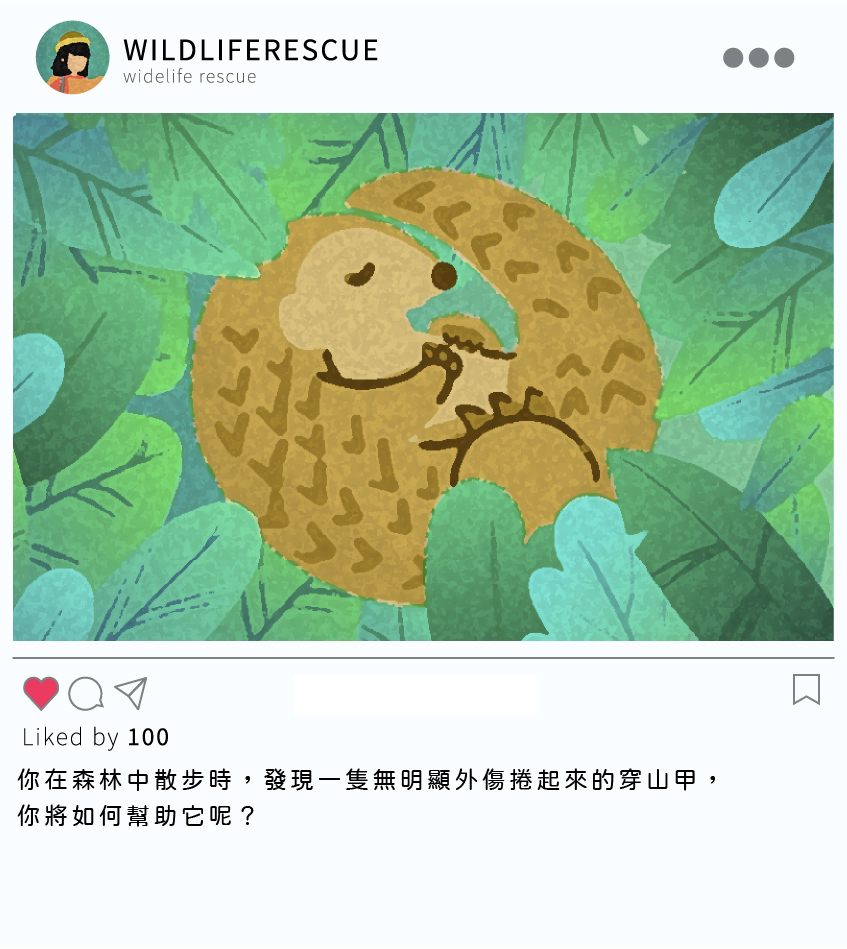 WILDLIFERESCUE
widelife rescue
Liked by 100
你在森林中散步時，發現一隻無明顯外傷捲起來的穿山甲，
你將如何幫助它呢？